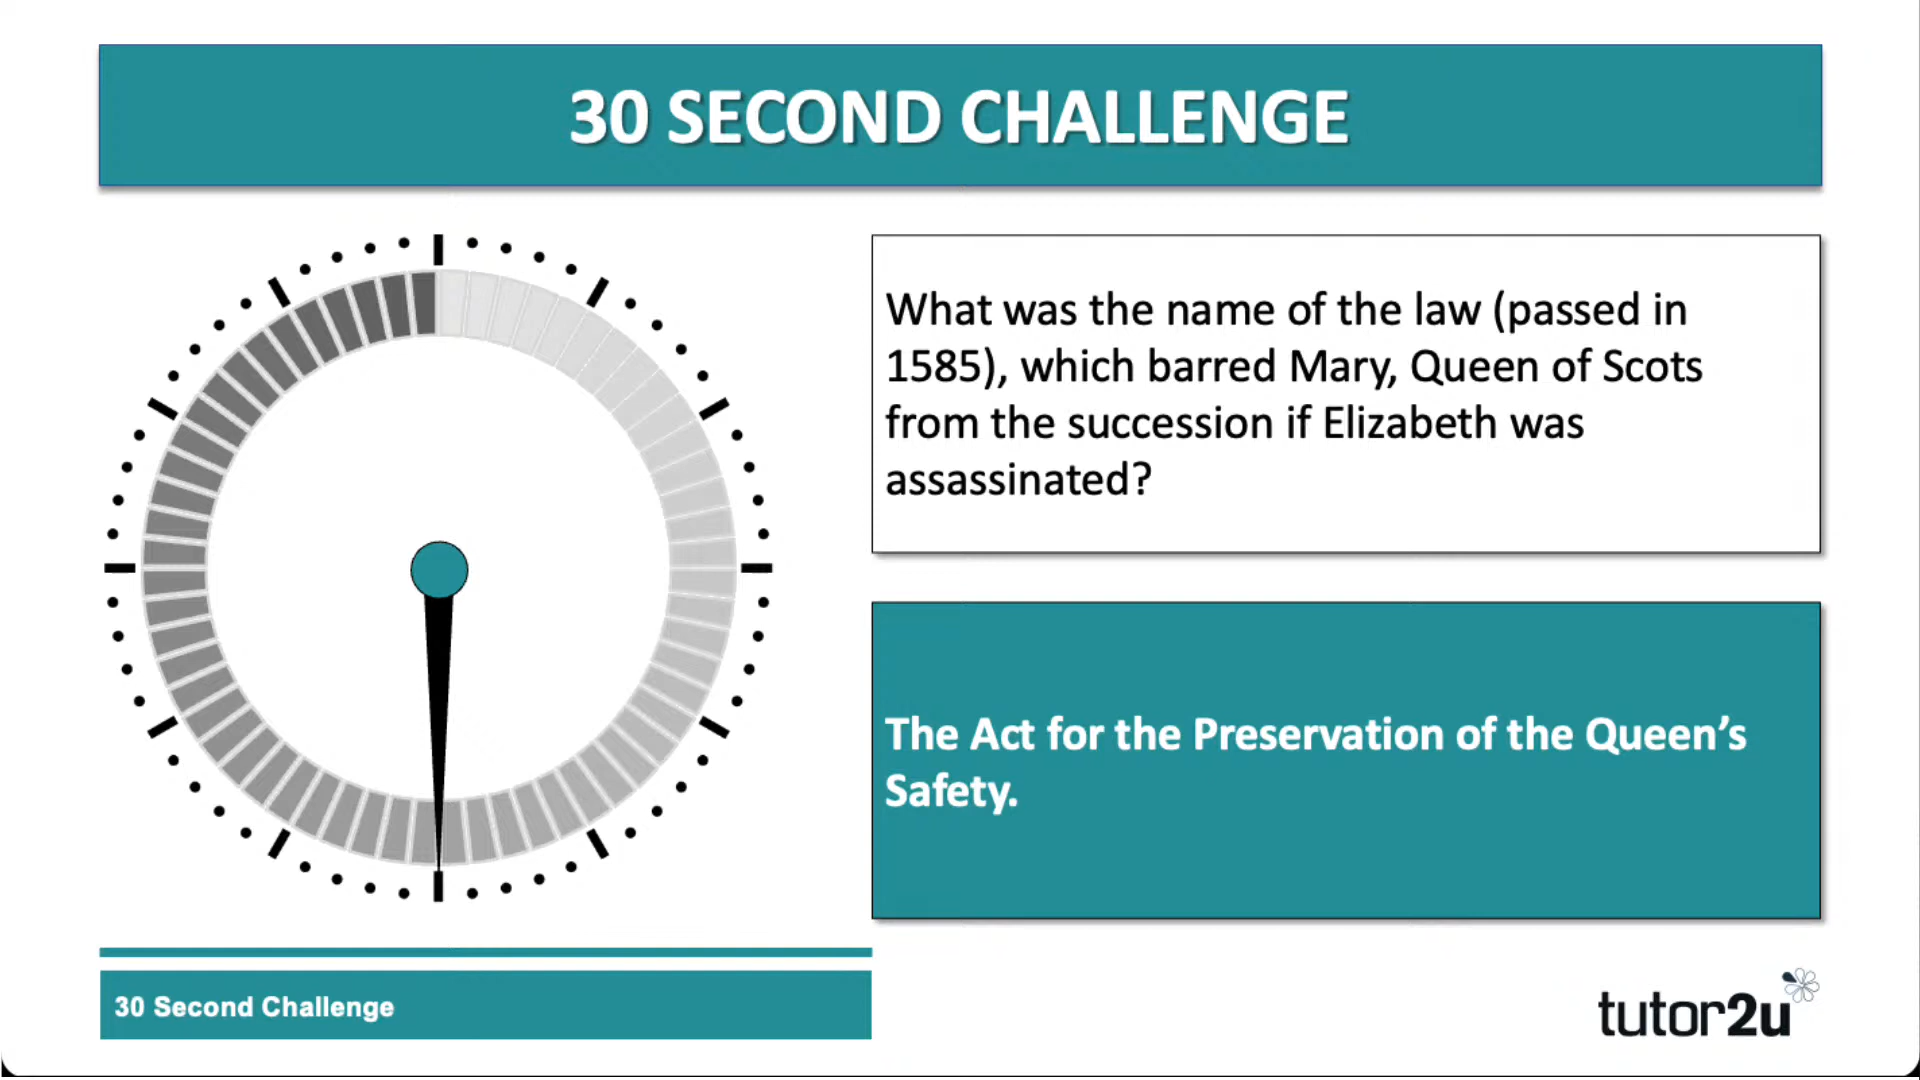 30 SECOND CHALLENGE
What was the name of the law (passed in
1585), which barred Mary, Queen of Scots
from the succession if Elizabeth was
assassinated?
The Act for the Preservation of the Queen’s
Safety.
30 Second Challenge
tutor2u